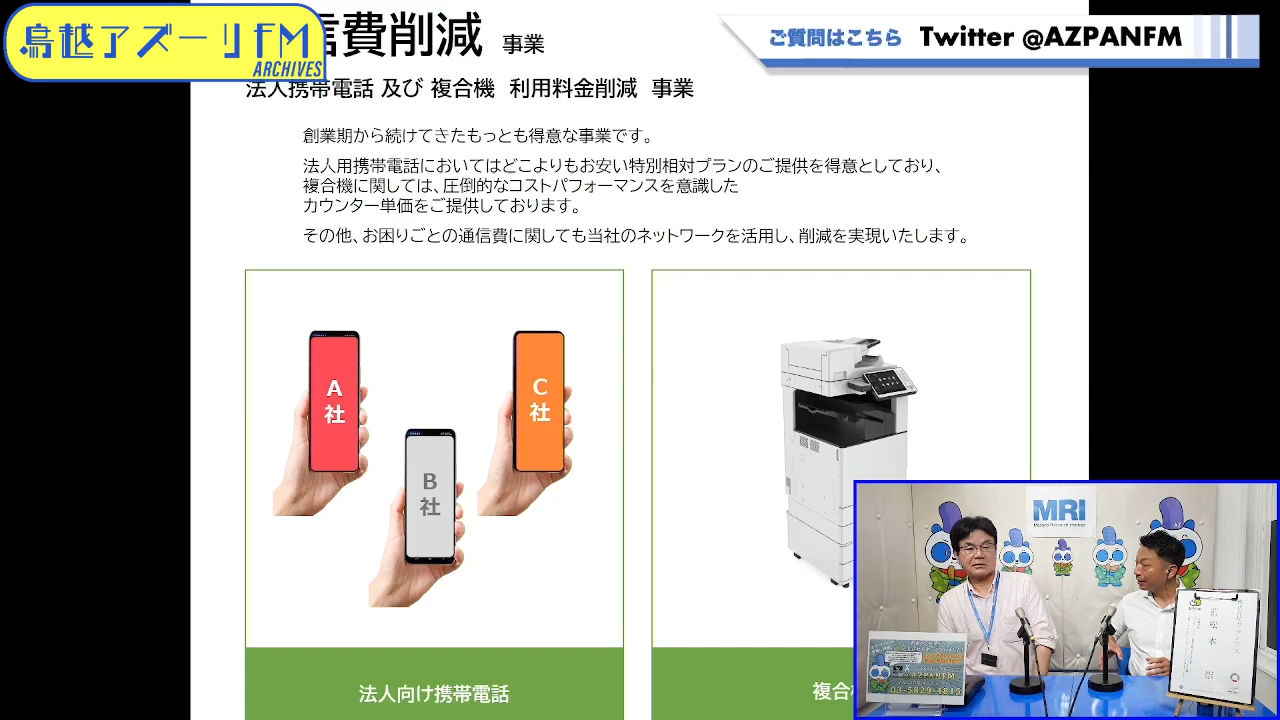 鳥越アズーリFM
ARCHIVES
信費削減 事業
ご質問はこちら Twitter @AZPANFM
法人携帯電話 及び 複合機 利用料金削減 事業
創業期から続けてきたもっとも得意な事業です。
法人用携帯電話においてはどこよりもお安い特別相対プランのご提供を得意としており、
複合機に関しては、圧倒的なコストパフォーマンスを意識した
カウンター単価をご提供しております。
その他、お困りごとの通信費に関しても当社のネットワークを活用し、削減を実現いたします。
A
社
C
社
B
社
法人向け携帯電話
複合
MRI
AZPANFM
03-5829-4815